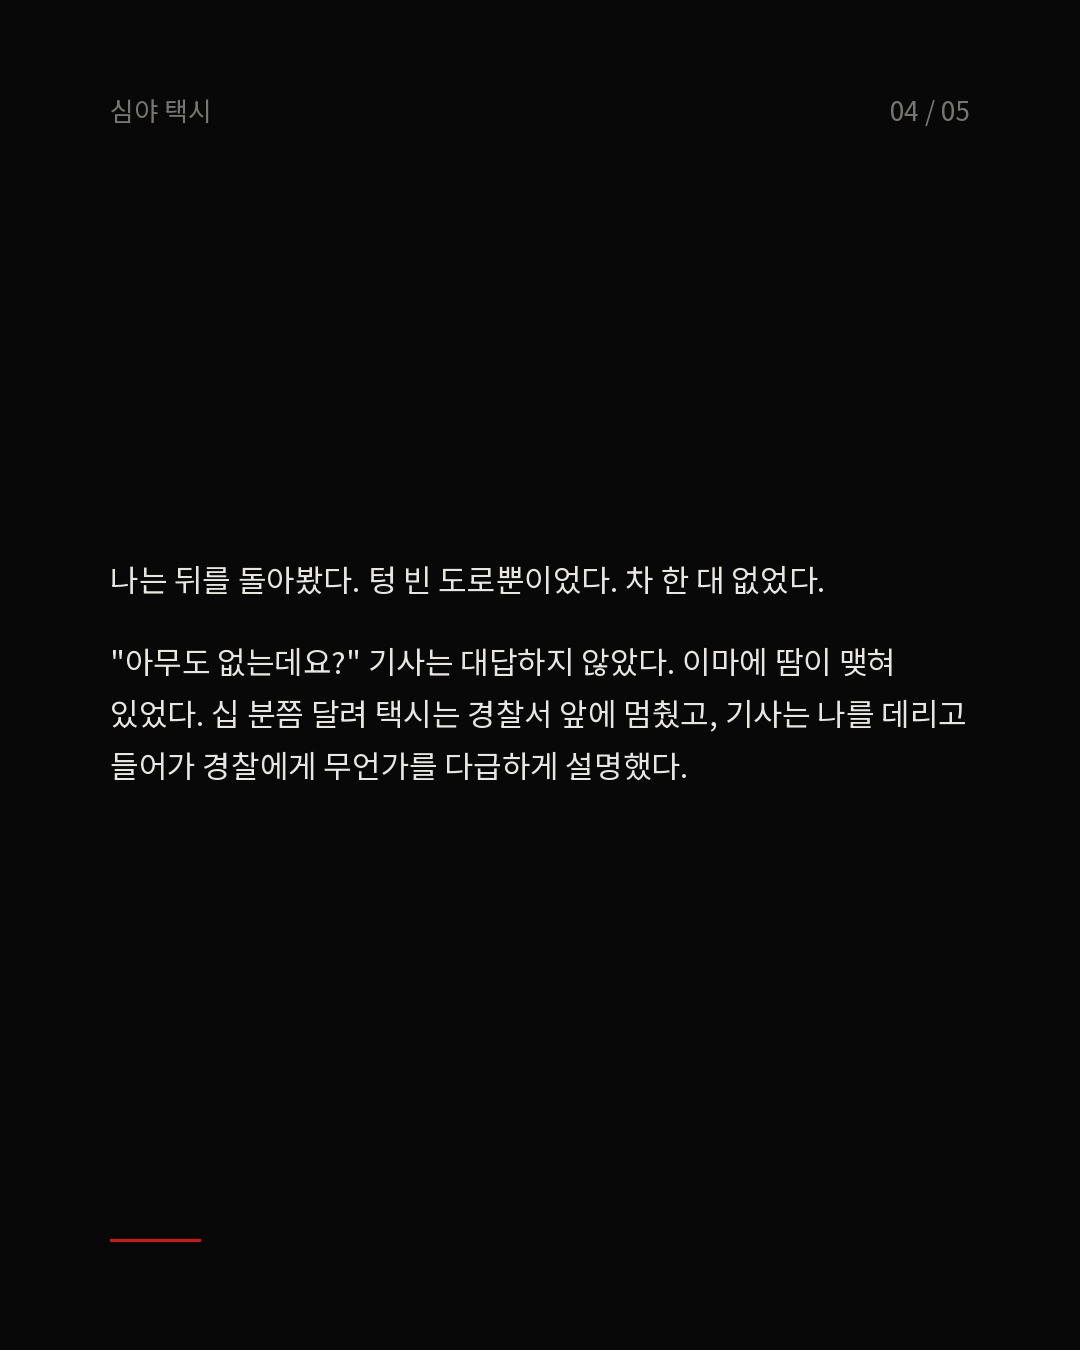 심야 택시
04 / 05
나는 뒤를 돌아봤다. 텅 빈 도로뿐이었다. 차 한 대 없었다.
"아무도 없는데요?" 기사는 대답하지 않았다. 이마에 땀이 맺혀
있었다. 십 분쯤 달려 택시는 경찰서 앞에 멈췄고, 기사는 나를 데리고
들어가 경찰에게 무언가를 다급하게 설명했다.